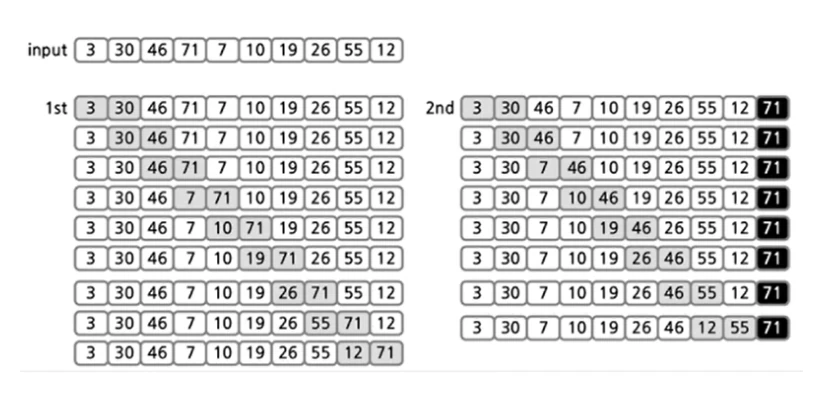 input 3 30 46 71 7 10 19 26 55 12
1st 3 30 46 71 7 10 19 26 55 12
3 30 46 71 7 10 19 26 55 12
3 30 46 71 7 10 19 26 55 12
3 30 46 7 71 10 19 26 55 12
3 30 46 7 10 71 19 26 55 12
3 30 46 7 10 19 71 26 55 12
3 30 46 7 10 19 26 71 55 12
3 30 46 7 10 19 26 55 71 12
3 30 46 7 10 19 26 55 12 71
2nd 3 30 46 7 10 19 26 55 12 71
3 30 46 7 10 19 26 55 12 71
3 30 7 46 10 19 26 55 12 71
3 30 7 10 46 19 26 55 12 71
3 30 7 10 19 46 26 55 12 71
3 30 7 10 19 26 46 55 12 71
3 30 7 10 19 26 46 55 12 71
3 30 7 10 19 26 46 12 55 71